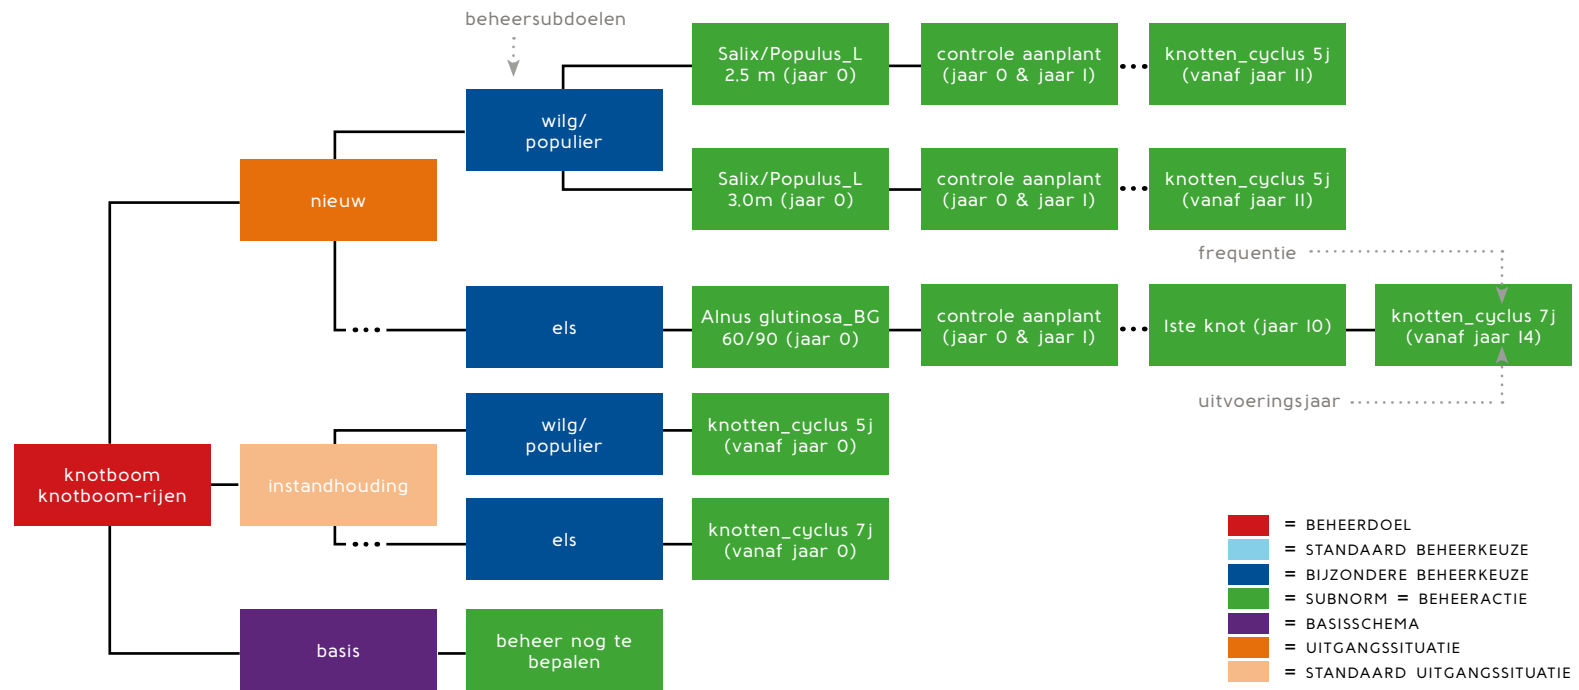 beheersubdoelen
Salix/Populus_L
2,5 m (jaar 0)
controle aanplant
(jaar 0 & jaar 1)
knotten_cyclus 5j
(vanaf jaar 11)
wilg/
populier
Salix/Populus_L
3,0m (jaar 0)
controle aanplant
(jaar 0 & jaar 1)
knotten_cyclus 5j
(vanaf jaar 11)
nieuw
frequentie
els
Alnus glutinosa_BG
60/90 (jaar 0)
controle aanplant
(jaar 0 & jaar 1)
1ste knot (jaar 10)
knotten_cyclus 7j
(vanaf jaar 14)
uitvoeringsjaar
wilg/
populier
knotten_cyclus 5j
(vanaf jaar 0)
knotboom
knotboom-rijen
instandhouding
els
knotten_cyclus 7j
(vanaf jaar 0)
basis
beheer nog te
bepalen
= BEHEERDOEL
= STANDAARD BEHEERKEUZE
= BIJZONDERE BEHEERKEUZE
= SUBNORM = BEHEERACTIE
= BASISSCHEMA
= UITGANGSSITUATIE
= STANDAARD UITGANGSSITUATIE